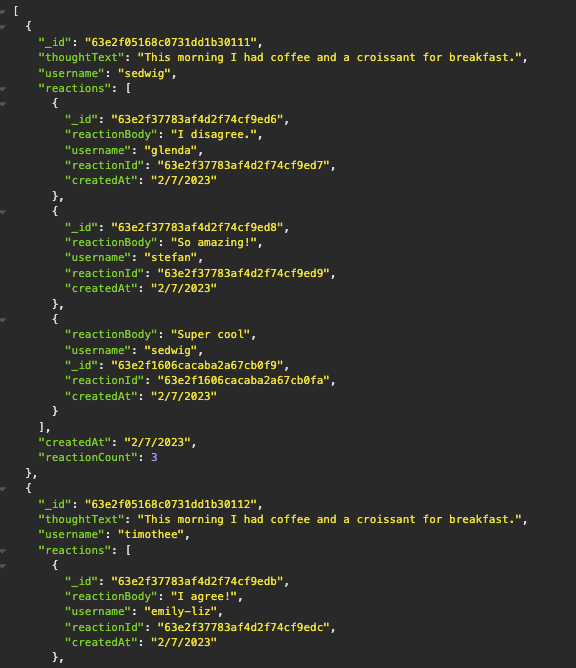 [
  {
    "_id": "63e2f05168c0731dd1b30111",
    "thoughtText": "This morning I had coffee and a croissant for breakfast.",
    "username": "sedwig",
    "reactions": [
      {
        "_id": "63e2f37783af4d2f74cf9ed6",
        "reactionBody": "I disagree.",
        "username": "glenda",
        "reactionId": "63e2f37783af4d2f74cf9ed7",
        "createdAt": "2/7/2023"
      },
      {
        "_id": "63e2f37783af4d2f74cf9ed8",
        "reactionBody": "So amazing!",
        "username": "stefan",
        "reactionId": "63e2f37783af4d2f74cf9ed9",
        "createdAt": "2/7/2023"
      },
      {
        "reactionBody": "Super cool",
        "username": "sedwig",
        "_id": "63e2f1606cacaba2a67cb0f9",
        "reactionId": "63e2f1606cacaba2a67cb0fa",
        "createdAt": "2/7/2023"
      }
    ],
    "createdAt": "2/7/2023",
    "reactionCount": 3
  },
  {
    "_id": "63e2f05168c0731dd1b30112",
    "thoughtText": "This morning I had coffee and a croissant for breakfast.",
    "username": "timothee",
    "reactions": [
      {
        "_id": "63e2f37783af4d2f74cf9edb",
        "reactionBody": "I agree!",
        "username": "emily-liz",
        "reactionId": "63e2f37783af4d2f74cf9edc",
        "createdAt": "2/7/2023"
      },